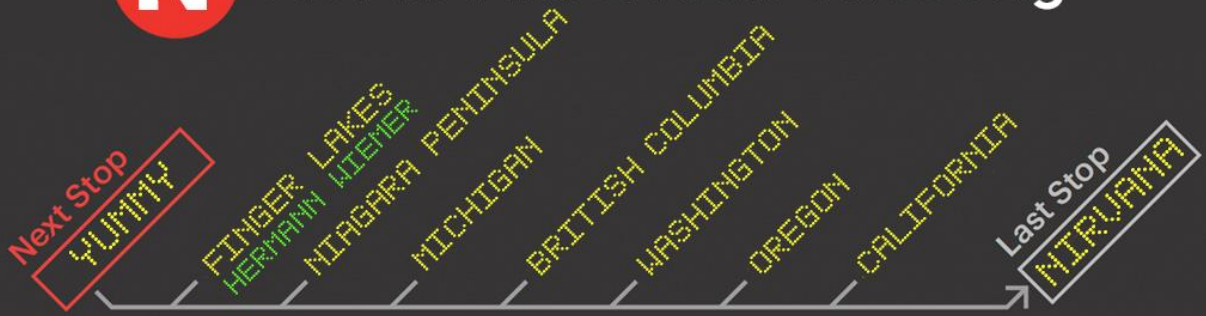 N
Next Stop
YUMMY
FINGER LAKES
HERMANN WIEMER
NIAGARA PENINSULA
MICHIGAN
BRITISH COLUMBIA
WASHINGTON
OREGON
CALIFORNIA
Last Stop
NIRVANA